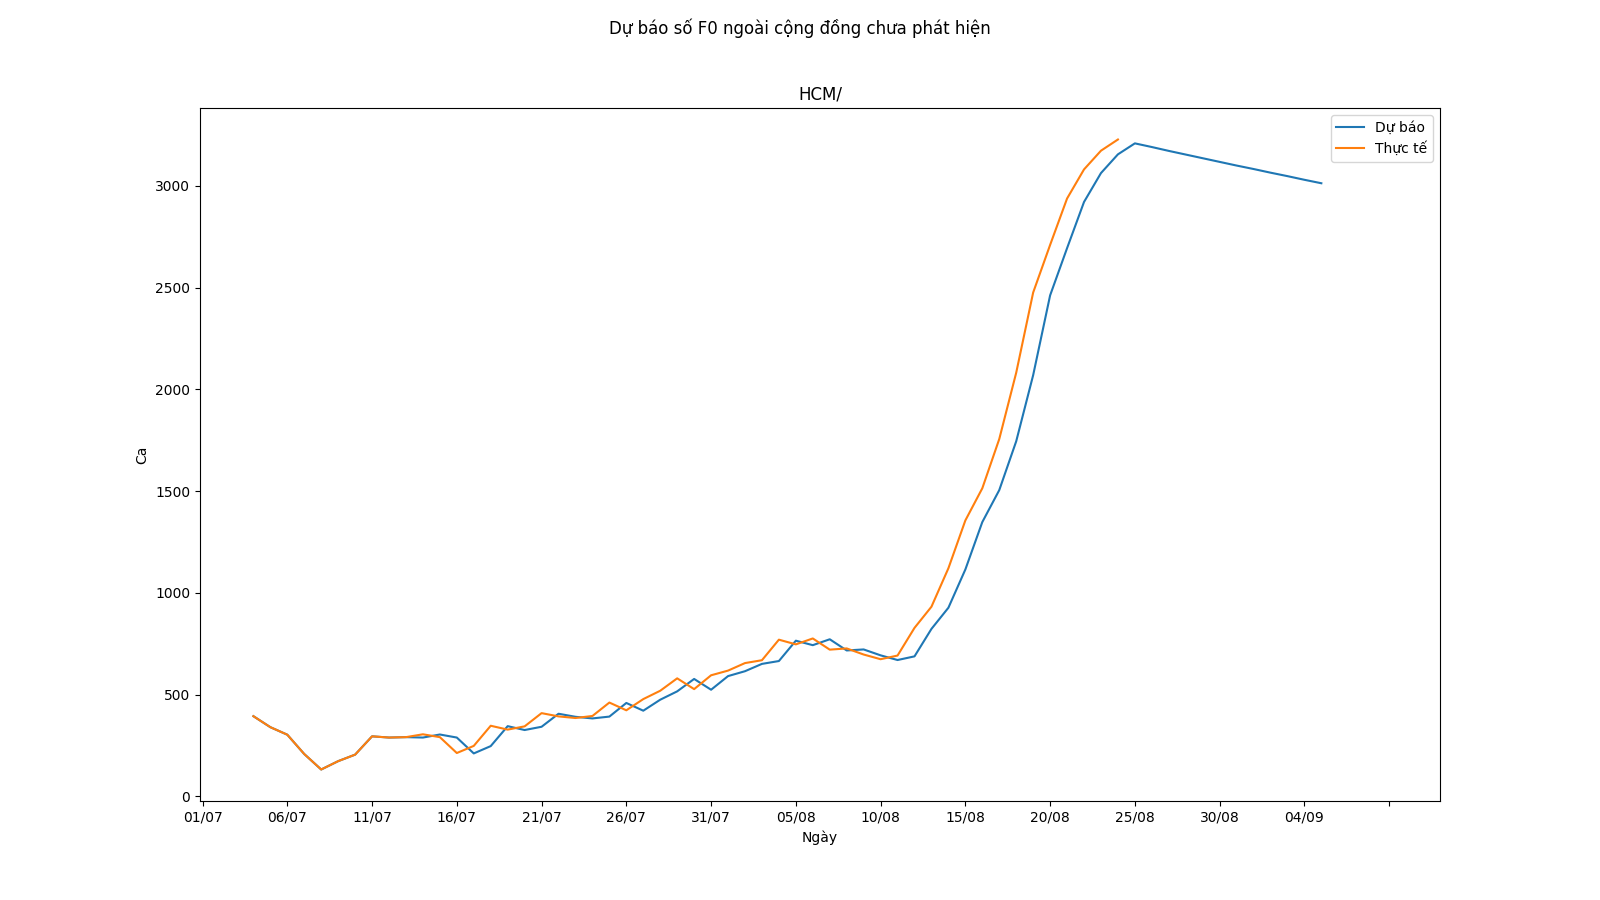 Dự báo số F0 ngoài cộng đồng chưa phát hiện
HCM/
Dự báo
Thực tế
3000
2500
2000
1500
1000
500
0
Ca
01/07 06/07 11/07 16/07 21/07 26/07 31/07 05/08 10/08 15/08 20/08 25/08 30/08 04/09
Ngày